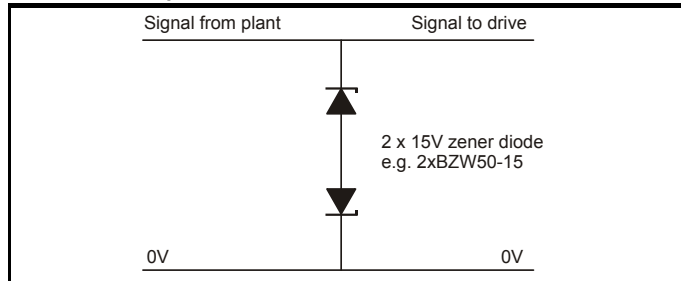 Signal from plant Signal to drive
2 x 15V zener diode
e.g. 2xBZW50-15
0V 0V